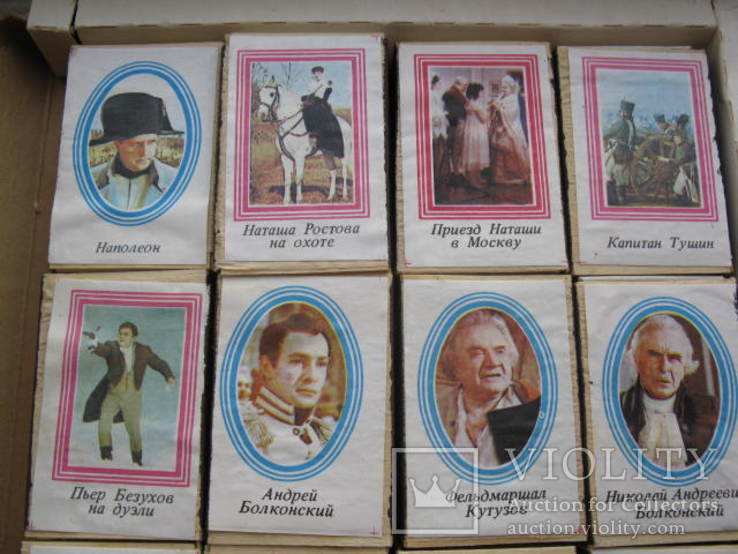 Наполеон
Наташа Ростова
на охоте
Приезд Наташи
в Москву
Капитан Тушин
Пьер Безухов
на дуэли
Андрей
Болконский
Фельдмаршал
Кутузов
Николай Андрееви
Болконский
VIOLITY
Auction for Collectors
auction.violity.com